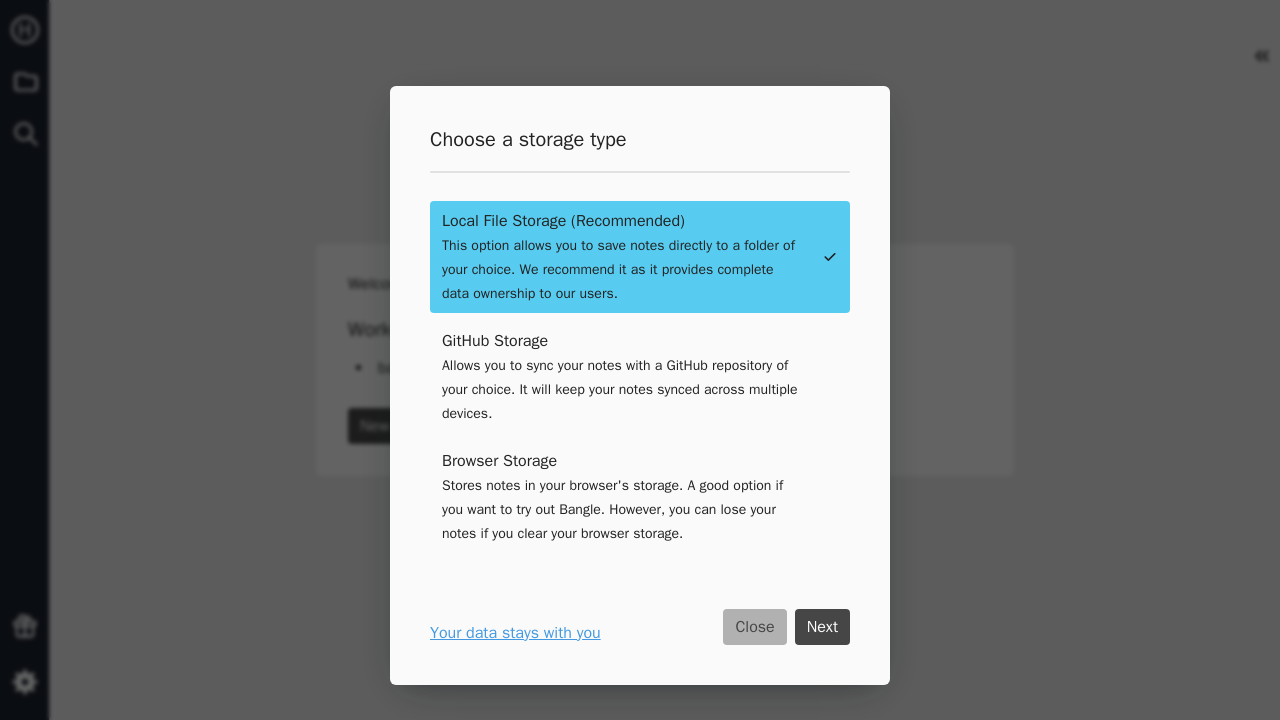 Choose a storage type
Local File Storage (Recommended)
This option allows you to save notes directly to a folder of
your choice. We recommend it as it provides complete
data ownership to our users.
GitHub Storage
Allows you to sync your notes with a GitHub repository of
your choice. It will keep your notes synced across multiple
devices.
Browser Storage
Stores notes in your browser's storage. A good option if
you want to try out Bangle. However, you can lose your
notes if you clear your browser storage.
Your data stays with you
Close
Next